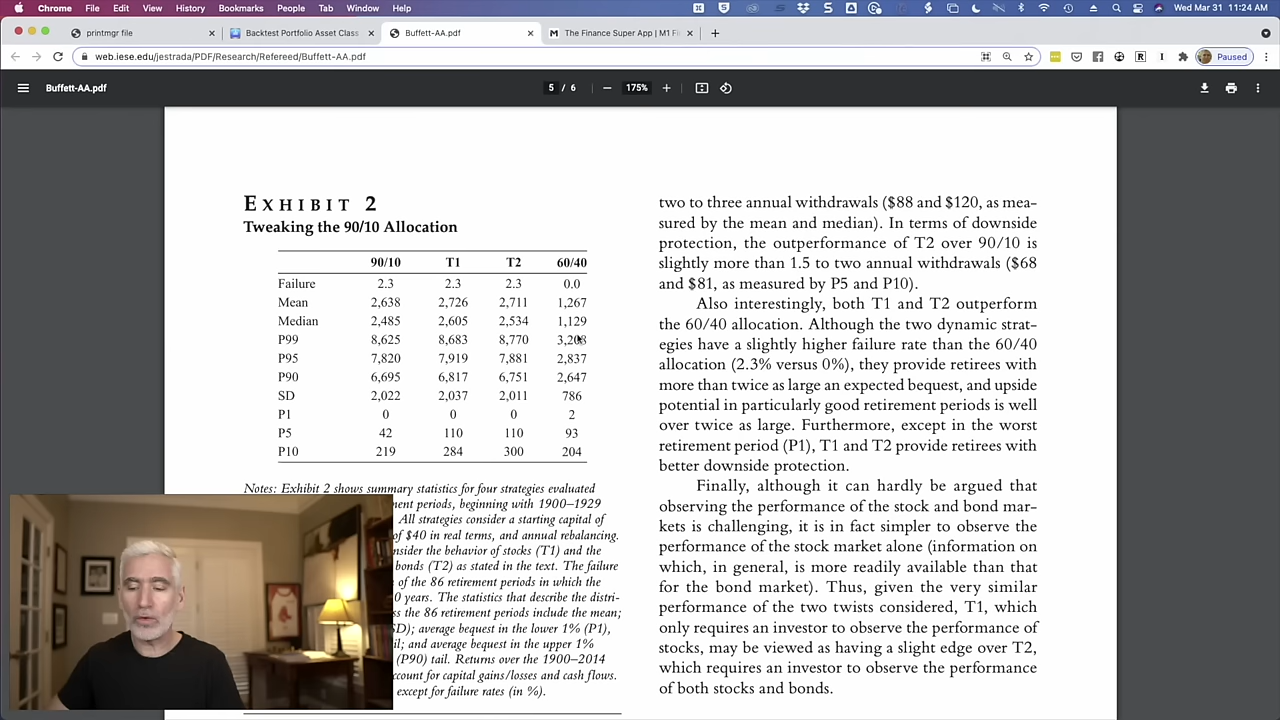 Chrome File Edit View History Bookmarks People Tab Window Help
Wed Mar 31 11:24 AM
printmgr file
Backtest Portfolio Asset Class
Buffett-AA.pdf
The Finance Super App | M1 Fi
web.iese.edu/jestrada/PDF/Research/Refereed/Buffett-AA.pdf
Paused
Buffett-AA.pdf
5 / 6
175%
EXHIBIT 2
Tweaking the 90/10 Allocation
90/10 T1 T2 60/40
Failure 2.3 2.3 2.3 0.0
Mean 2,638 2,726 2,711 1,267
Median 2,485 2,605 2,534 1,129
P99 8,625 8,683 8,770
P95 7,820 7,919 7,881 2,837
P90 6,695 6,817 6,751 2,647
SD 2,022 2,037 2,011 786
P1 0 0 0 2
P5 42 110 110 93
P10 219 284 300 204
Notes: Exhibit 2 shows summary statistics for four strategies evaluated
ment periods, beginning with 1900–1929
All strategies consider a starting capital of
of $40 in real terms, and annual rebalancing.
nsider the behavior of stocks (T1) and the
bonds (T2) as stated in the text. The failure
of the 86 retirement periods in which the
0 years. The statistics that describe the distri-
ss the 86 retirement periods include the mean;
SD); average bequest in the lower 1% (P1),
il; and average bequest in the upper 1%
(P90) tail. Returns over the 1900–2014
ccount for capital gains/losses and cash flows.
except for failure rates (in %).
two to three annual withdrawals ($88 and $120, as mea-
sured by the mean and median). In terms of downside
protection, the outperformance of T2 over 90/10 is
slightly more than 1.5 to two annual withdrawals ($68
and $81, as measured by P5 and P10).
Also interestingly, both T1 and T2 outperform
the 60/40 allocation. Although the two dynamic strat-
egies have a slightly higher failure rate than the 60/40
allocation (2.3% versus 0%), they provide retirees with
more than twice as large an expected bequest, and upside
potential in particularly good retirement periods is well
over twice as large. Furthermore, except in the worst
retirement period (P1), T1 and T2 provide retirees with
better downside protection.
Finally, although it can hardly be argued that
observing the performance of the stock and bond mar-
kets is challenging, it is in fact simpler to observe the
performance of the stock market alone (information on
which, in general, is more readily available than that
for the bond market). Thus, given the very similar
performance of the two twists considered, T1, which
only requires an investor to observe the performance of
stocks, may be viewed as having a slight edge over T2,
which requires an investor to observe the performance
of both stocks and bonds.